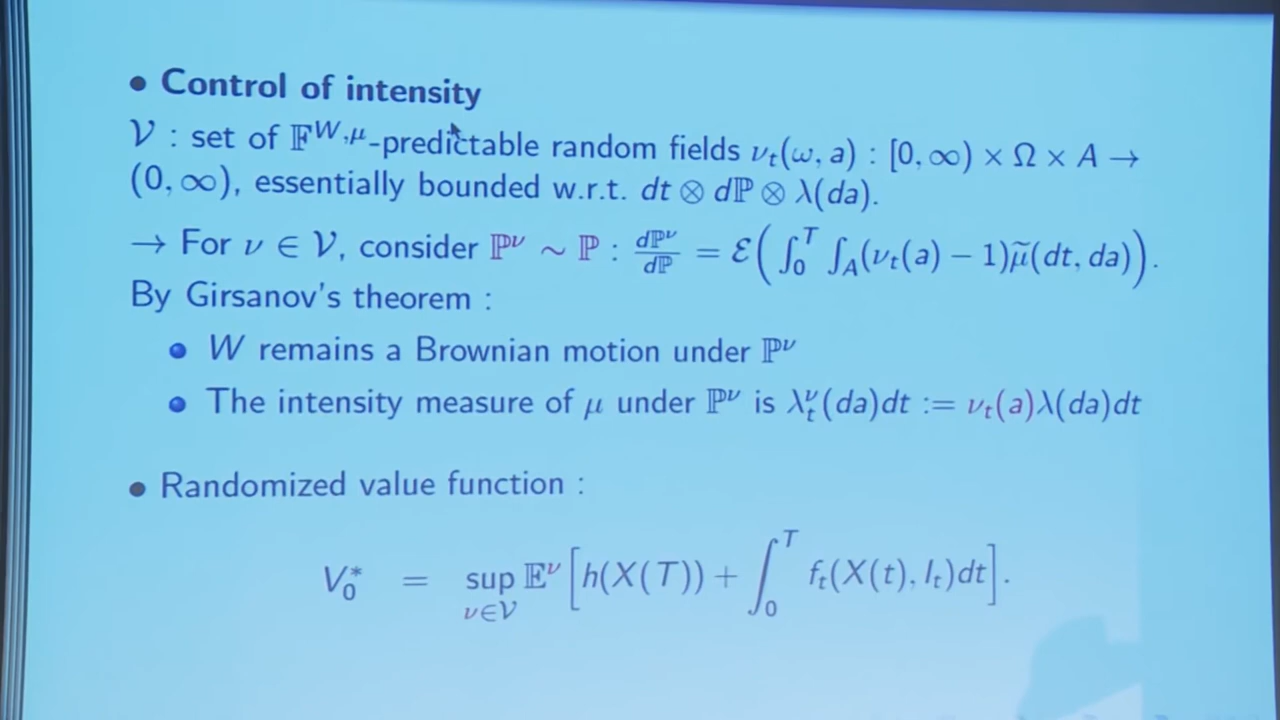 • Control of intensity
𝒱 : set of 𝔽^{W,μ}-predictable random fields ν_t(ω, a) : [0, ∞) × Ω × A →
(0, ∞), essentially bounded w.r.t. dt ⊗ dℙ ⊗ λ(da).
→ For ν ∈ 𝒱, consider ℙ^ν ∼ ℙ : dℙ^ν/dℙ = ℰ(∫_0^T ∫_A (ν_t(a) − 1)μ̃(dt, da)).
By Girsanov's theorem :
• W remains a Brownian motion under ℙ^ν
• The intensity measure of μ under ℙ^ν is λ_t^ν(da)dt := ν_t(a)λ(da)dt
• Randomized value function :
V_0^* = sup_{ν∈𝒱} 𝔼^ν [h(X(T)) + ∫_0^T f_t(X(t), I_t)dt].